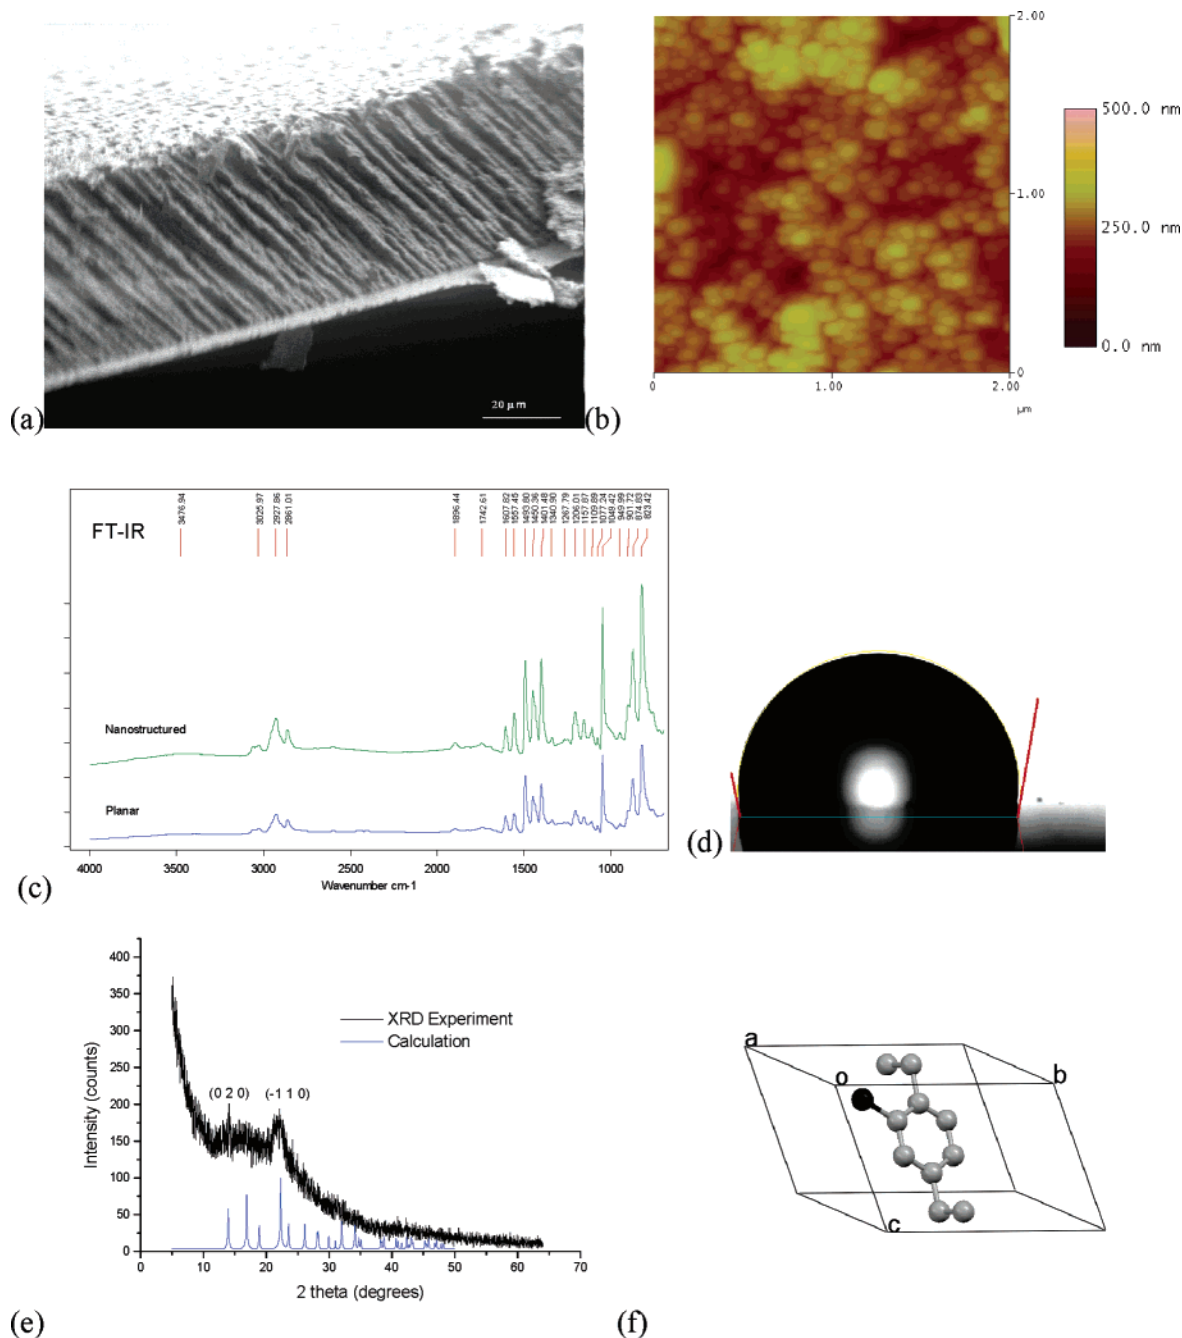 2.00
500.0 nm
1.00
250.0 nm
0.0 nm
0
0 1.00 2.00
µm
20 µm
(a)
(b)
3476.94
3025.97
2927.86
2861.01
1896.44
1742.61
1607.82
1557.45
1493.80
1450.36
1401.48
1340.90
1267.79
1206.01
1157.87
1109.89
1077.24
1048.42
949.99
901.72
874.83
823.42
FT-IR
Nanostructured
Planar
4000 3500 3000 2500 2000 1500 1000
Wavenumber cm-1
(c)
(d)
400
350
300
250
200
150
100
50
0
Intensity (counts)
XRD Experiment
Calculation
(0 2 0) (-1 1 0)
0 10 20 30 40 50 60 70
2 theta (degrees)
(e)
a
o
b
c
(f)